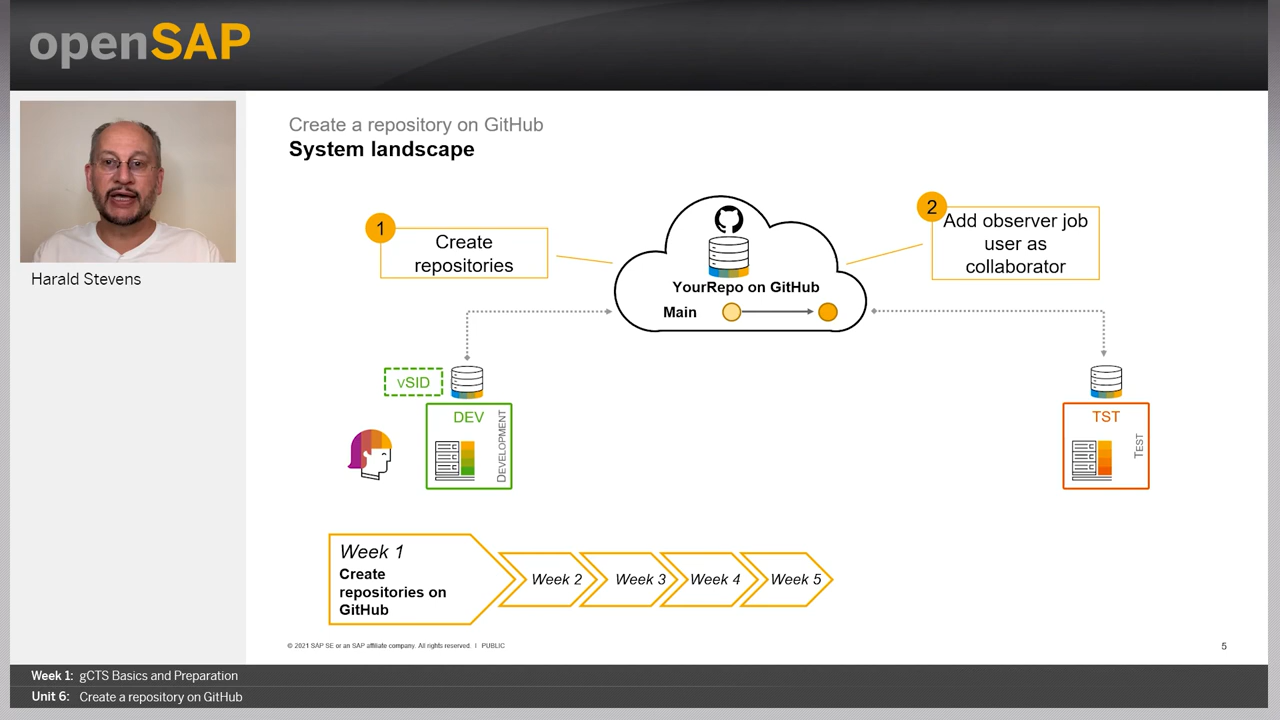 openSAP
Harald Stevens
Create a repository on GitHub
System landscape
1
Create
repositories
2
Add observer job
user as
collaborator
YourRepo on GitHub
Main
vSID
DEV
DEVELOPMENT
TST
TEST
Week 1
Create
repositories on
GitHub
Week 2
Week 3
Week 4
Week 5
© 2021 SAP SE or an SAP affiliate company. All rights reserved. | PUBLIC
5
Week 1: gCTS Basics and Preparation
Unit 6: Create a repository on GitHub